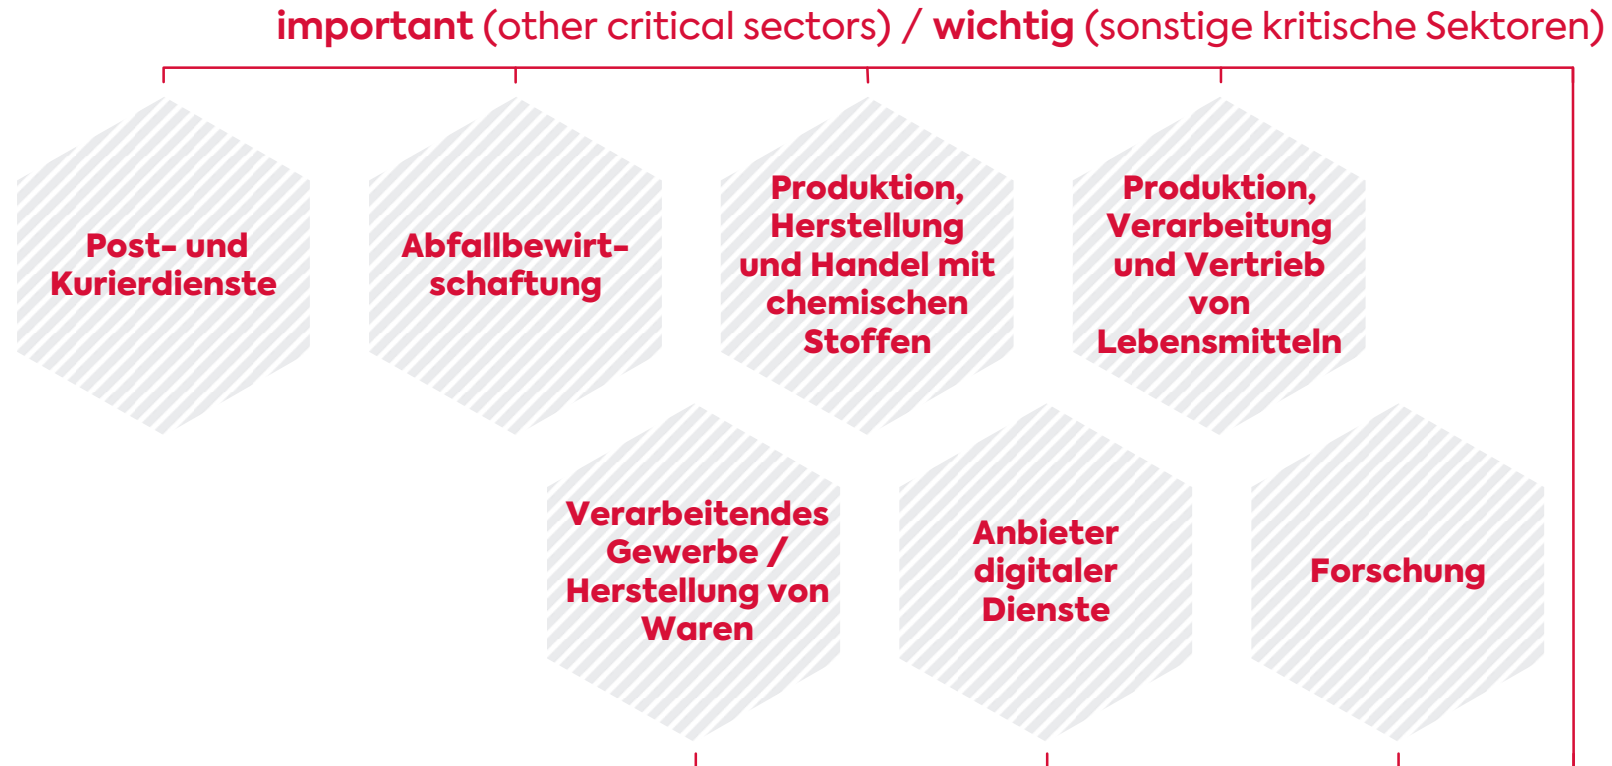 important (other critical sectors) / wichtig (sonstige kritische Sektoren)
Post- und
Kurierdienste
Abfallbewirt-
schaftung
Produktion,
Herstellung
und Handel mit
chemischen
Stoffen
Produktion,
Verarbeitung
und Vertrieb
von
Lebensmitteln
Verarbeitendes
Gewerbe /
Herstellung von
Waren
Anbieter
digitaler
Dienste
Forschung